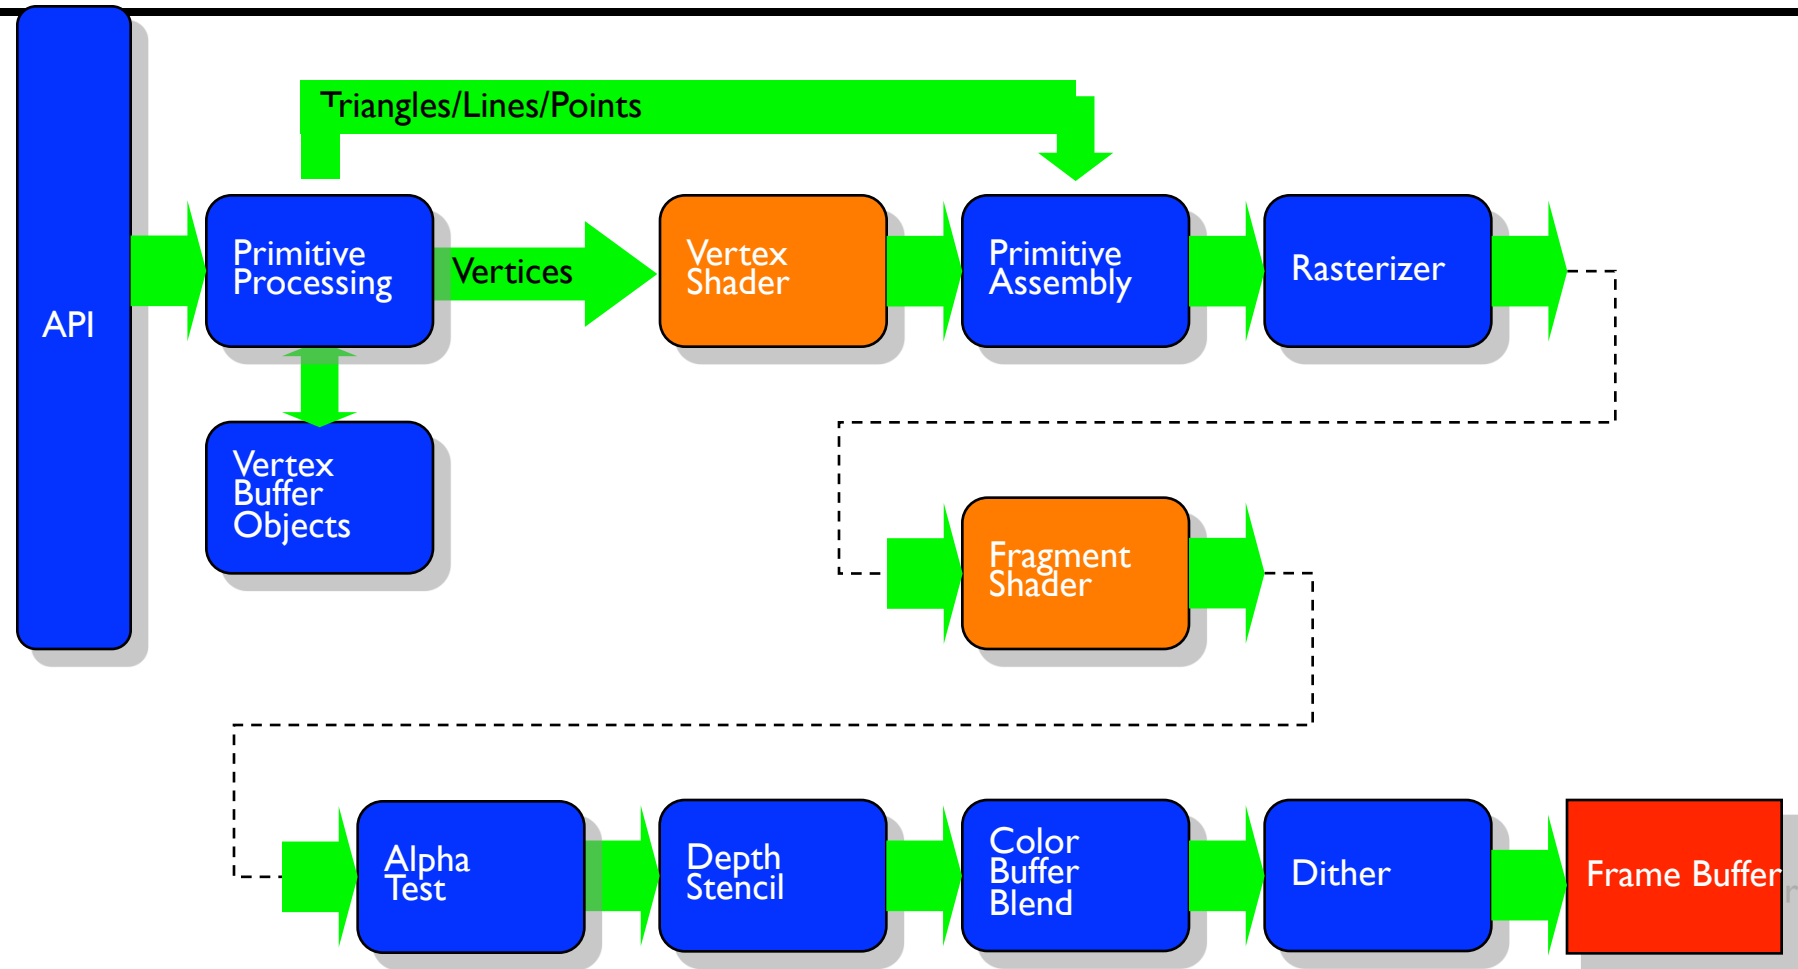 Triangles/Lines/Points
API
Primitive
Processing
Vertices
Vertex
Shader
Primitive
Assembly
Rasterizer
Vertex
Buffer
Objects
Fragment
Shader
Alpha
Test
Depth
Stencil
Color
Buffer
Blend
Dither
Frame Buffer